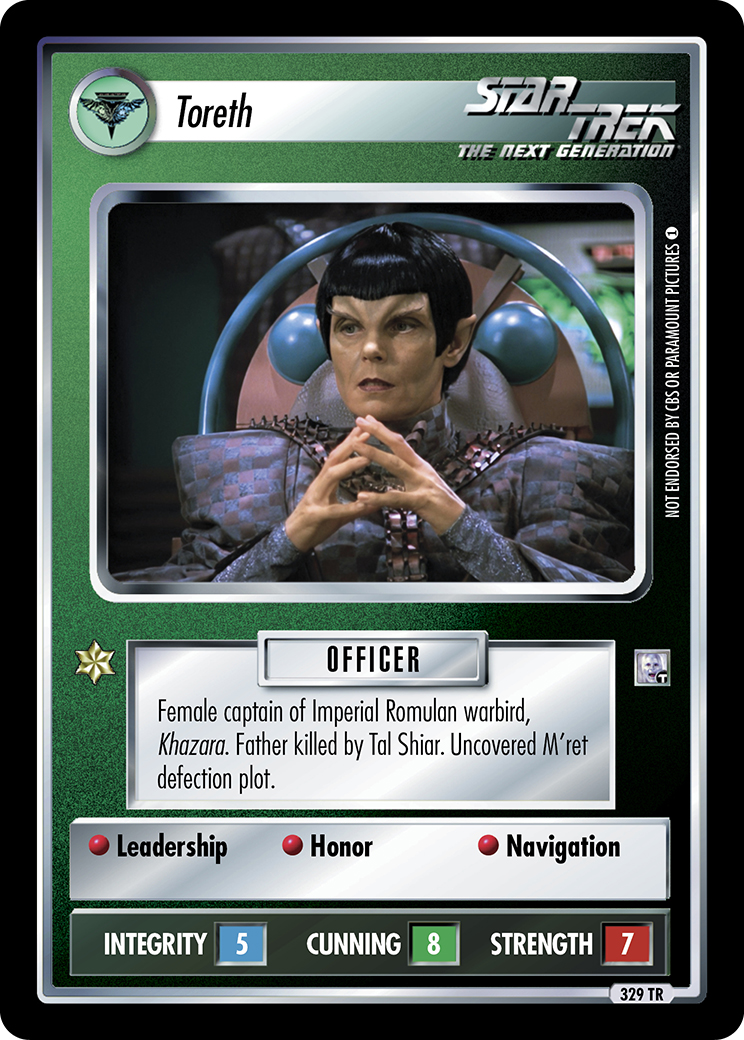 Toreth
STAR TREK
THE NEXT GENERATION
NOT ENDORSED BY CBS OR PARAMOUNT PICTURES 1
OFFICER
Female captain of Imperial Romulan warbird,
Khazara. Father killed by Tal Shiar. Uncovered M'ret
defection plot.
T
Leadership Honor Navigation
INTEGRITY 5 CUNNING 8 STRENGTH 7
329 TR